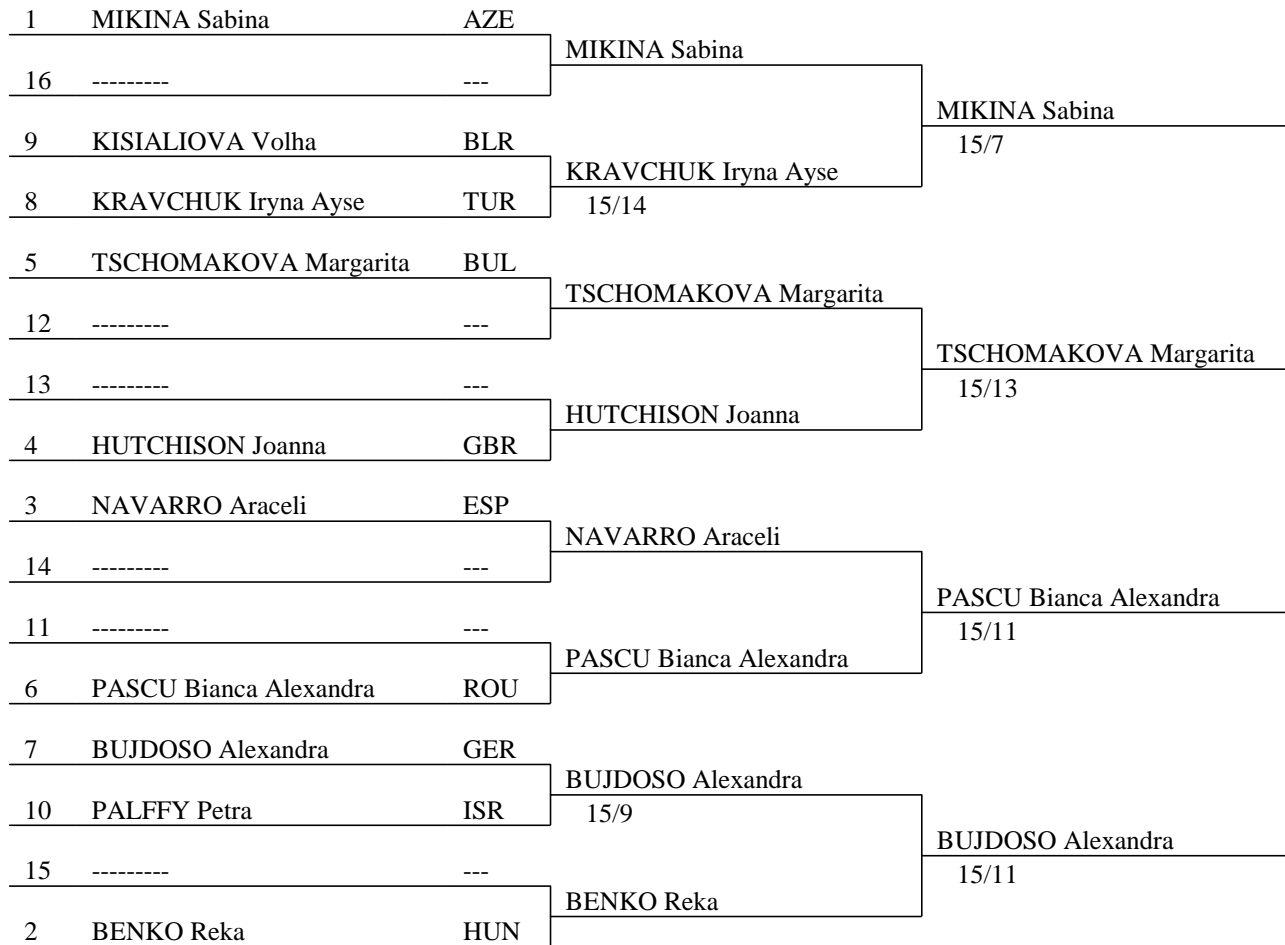 1 MIKINA Sabina AZE
MIKINA Sabina
16 --------- ---
MIKINA Sabina
9 KISIALIOVA Volha BLR
15/7
KRAVCHUK Iryna Ayse
8 KRAVCHUK Iryna Ayse TUR
15/14
5 TSCHOMAKOVA Margarita BUL
TSCHOMAKOVA Margarita
12 --------- ---
TSCHOMAKOVA Margarita
13 --------- ---
15/13
HUTCHISON Joanna
4 HUTCHISON Joanna GBR
3 NAVARRO Araceli ESP
NAVARRO Araceli
14 --------- ---
PASCU Bianca Alexandra
11 --------- ---
15/11
PASCU Bianca Alexandra
6 PASCU Bianca Alexandra ROU
7 BUJDOSO Alexandra GER
BUJDOSO Alexandra
10 PALFFY Petra ISR
15/9
BUJDOSO Alexandra
15 --------- ---
15/11
BENKO Reka
2 BENKO Reka HUN